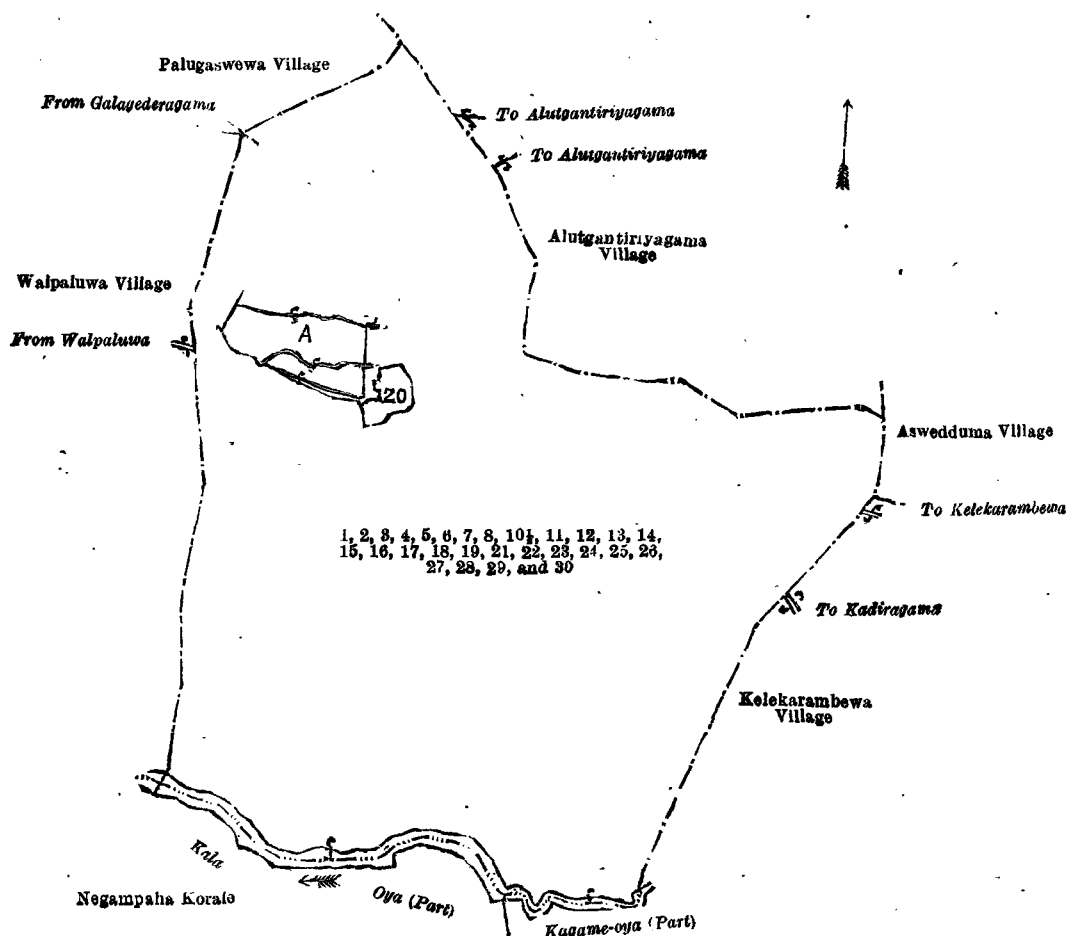 Palugaswewa Village
From Galagederagama
To Alutgantiriyagama
To Alutgantiriyagama
Alutgantiriyagama
Village
Walpaluwa Village
From Walpaluwa
A
120
Aswedduma Village
To Kelekarambewa
1, 2, 3, 4, 5, 6, 7, 8, 10½, 11, 12, 13, 14,
15, 16, 17, 18, 19, 21, 22, 23, 24, 25, 26,
27, 28, 29, and 30
To Kadiragama
Kelekarambewa
Village
Kala
Oya (Part)
Negampaha Korale
Kagame-oya (Part)